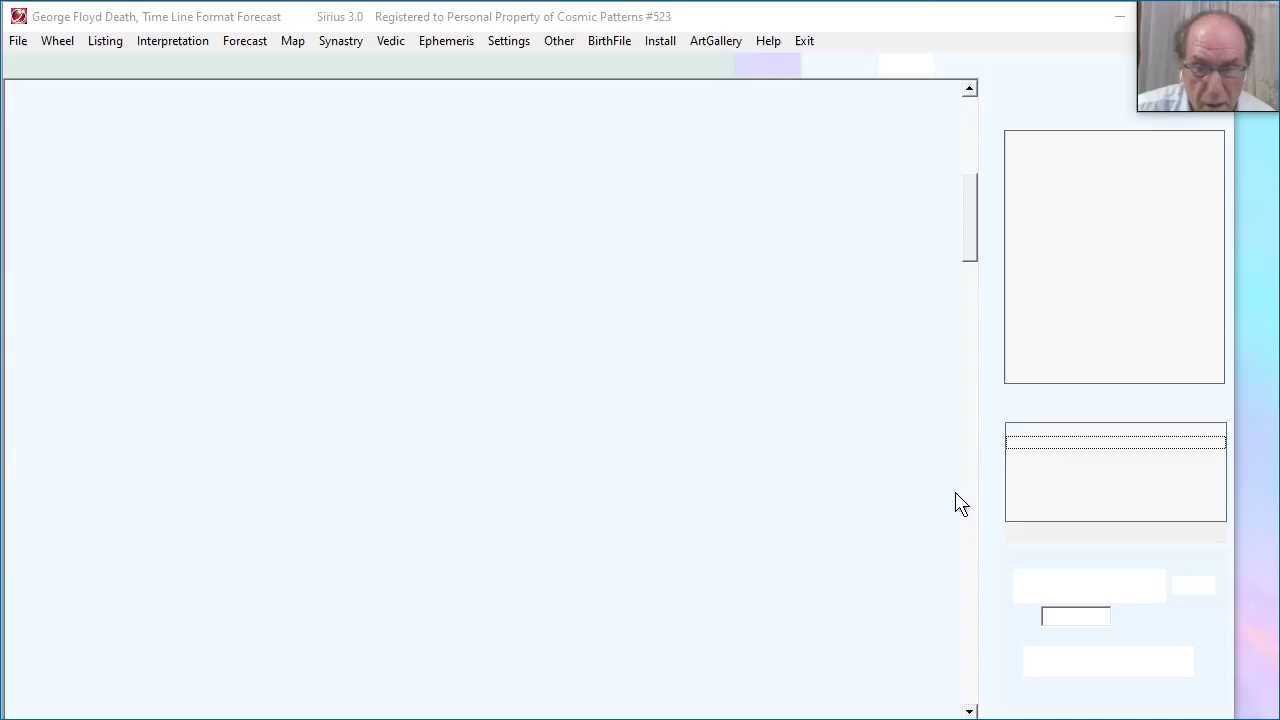 George Floyd Death, Time Line Format Forecast Sirius 3.0 Registered to Personal Property of Cosmic Patterns #523
File Wheel Listing Interpretation Forecast Map Synastry Vedic Ephemeris Settings Other BirthFile Install ArtGallery Help Exit